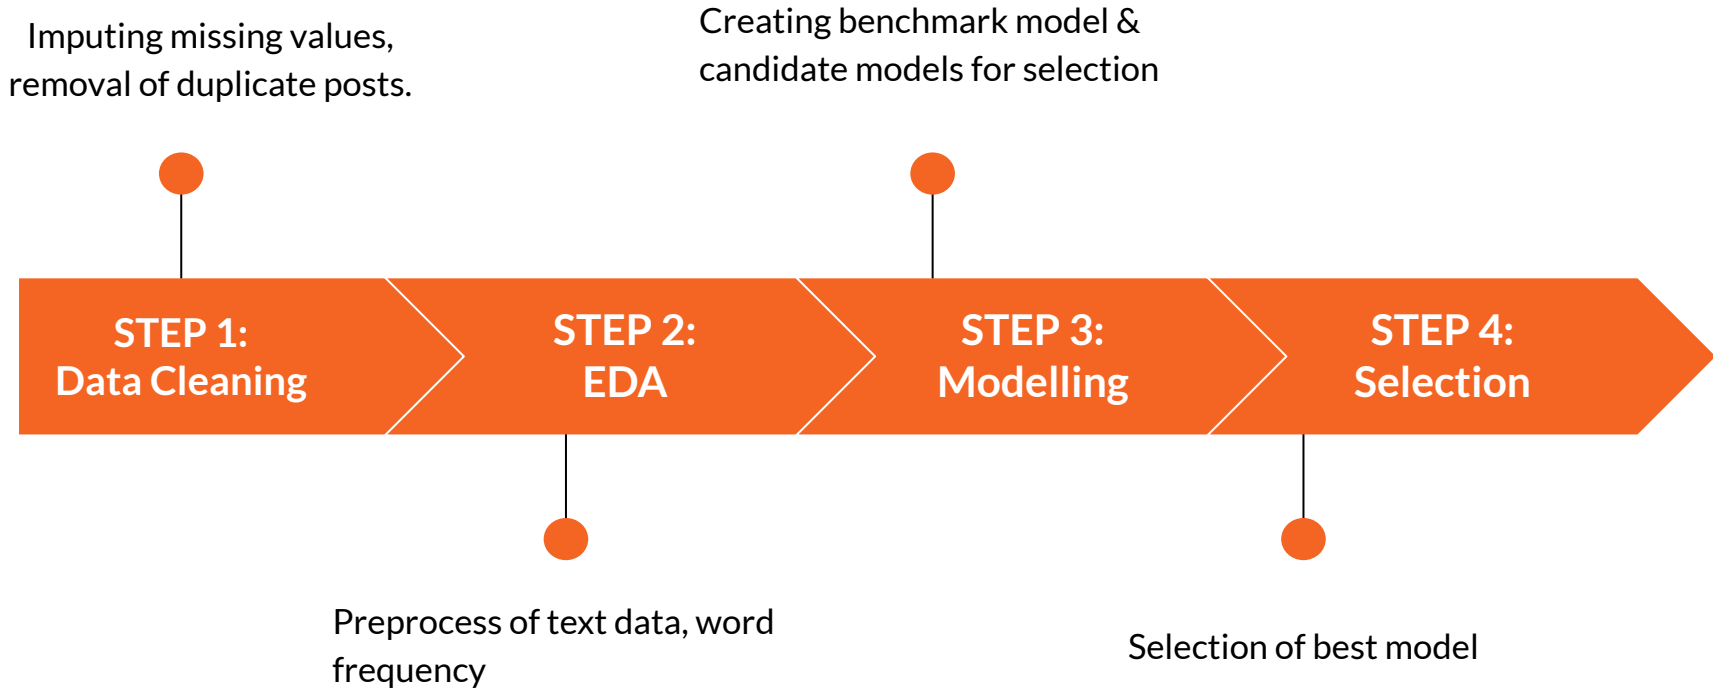 Imputing missing values,
removal of duplicate posts.
Creating benchmark model &
candidate models for selection
STEP 1:
Data Cleaning
STEP 2:
EDA
STEP 3:
Modelling
STEP 4:
Selection
Preprocess of text data, word
frequency
Selection of best model